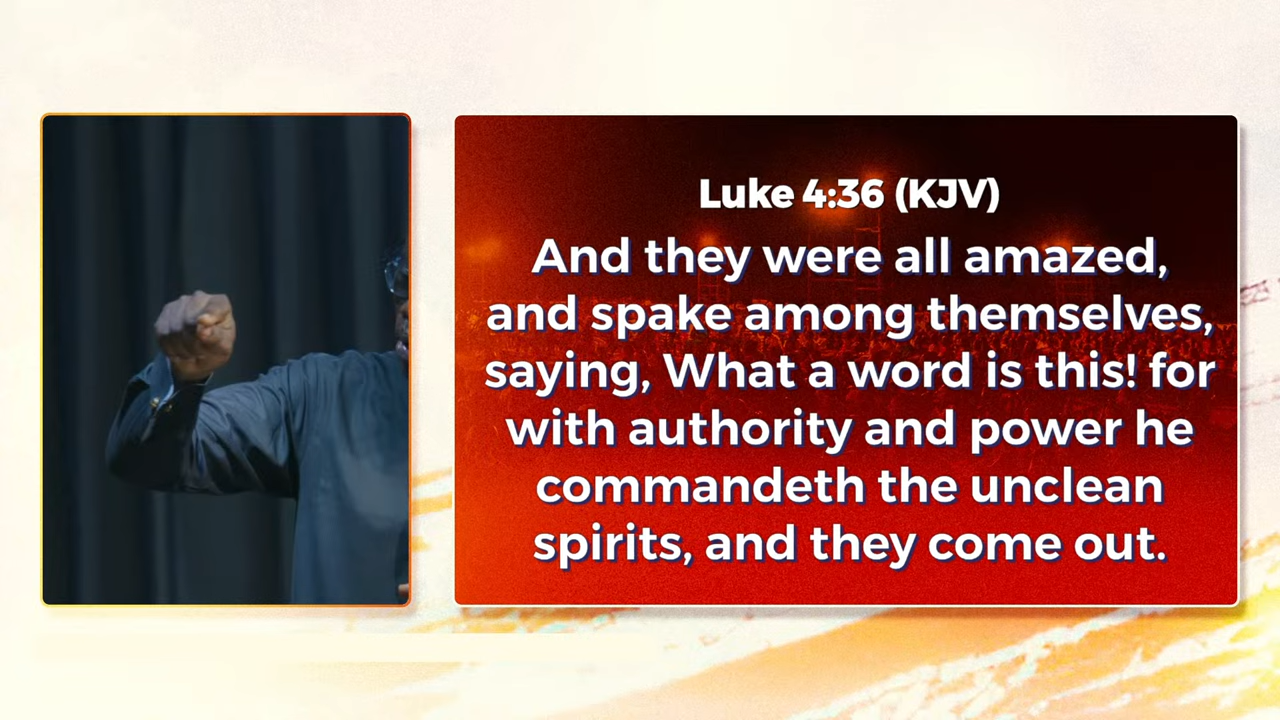 Luke 4:36 (KJV)
And they were all amazed,
and spake among themselves,
saying, What a word is this! for
with authority and power he
commandeth the unclean
spirits, and they come out.